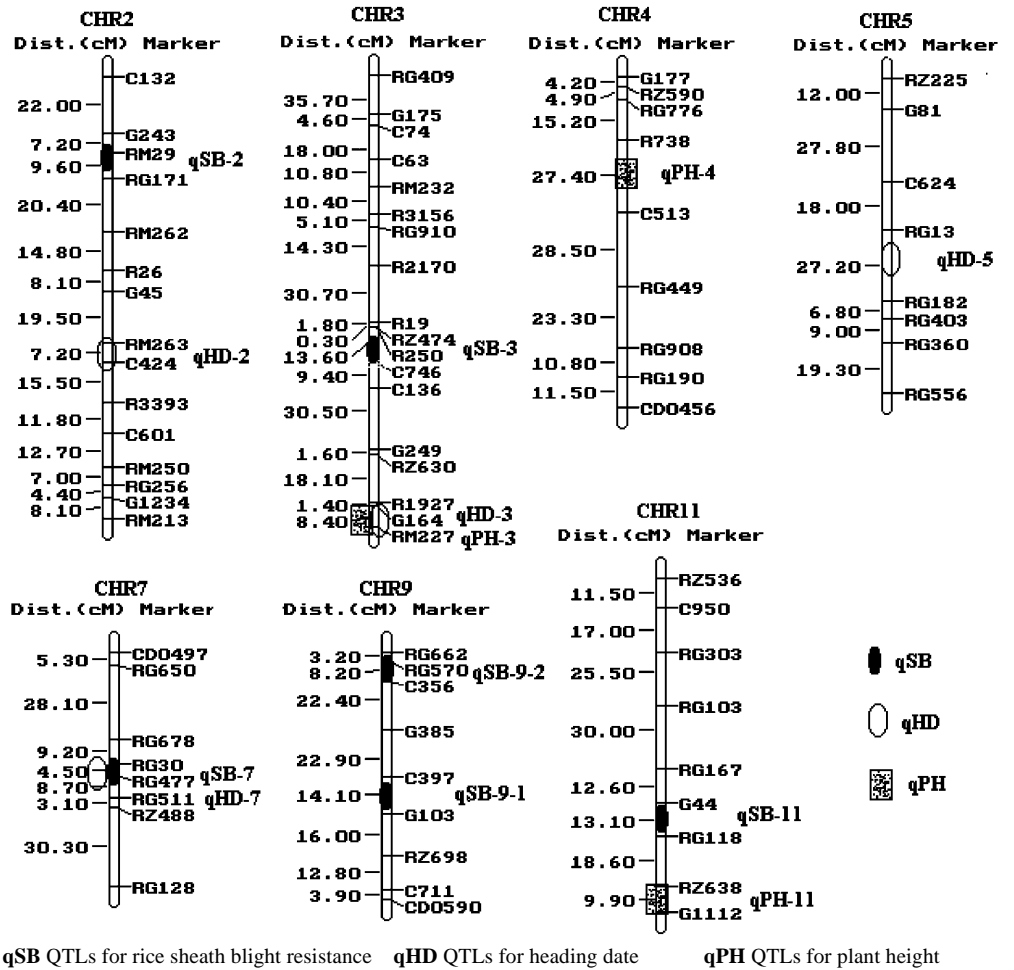 CHR2
Dist.(cM) Marker
C132
22.00
G243
7.20
RM29
qSB-2
9.60
RG171
20.40
RM262
14.80
R26
8.10
G45
19.50
RM263
7.20
qHD-2
C424
15.50
R3393
11.80
C601
12.70
RM250
7.00
RG256
4.40
G1234
8.10
RM213
CHR3
Dist.(cM) Marker
RG409
35.70
G175
4.60
C74
18.00
C63
10.80
RM232
10.40
R3156
5.10
RG910
14.30
R2170
30.70
R19
1.80
RZ474
0.30
qSB-3
R250
13.60
C746
9.40
C136
30.50
G249
1.60
RZ630
18.10
R1927
1.40
qHD-3
G164
8.40
RM227
qPH-3
CHR4
Dist.(cM) Marker
G177
4.20
RZ590
4.90
RG776
15.20
R738
27.40
qPH-4
C513
28.50
RG449
23.30
RG908
10.80
RG190
11.50
CDO456
CHR5
Dist.(cM) Marker
RZ225
12.00
G81
27.80
C624
18.00
RG13
27.20
qHD-5
RG182
6.80
RG403
9.00
RG360
19.30
RG556
CHR7
Dist.(cM) Marker
CDO497
5.30
RG650
28.10
RG678
9.20
RG30
4.50
qSB-7
RG477
8.70
RG511
qHD-7
3.10
RZ488
30.30
RG128
CHR9
Dist.(cM) Marker
RG662
3.20
RG570
qSB-9-2
8.20
C356
22.40
G385
22.90
C397
14.10
qSB-9-1
G103
16.00
RZ698
12.80
C711
3.90
CDO590
CHR11
Dist.(cM) Marker
RZ536
11.50
C950
17.00
RG303
25.50
RG103
30.00
RG167
12.60
G44
13.10
qSB-11
RG118
18.60
RZ638
9.90
qPH-11
G1112
qSB
qHD
qPH
qSB QTLs for rice sheath blight resistance qHD QTLs for heading date qPH QTLs for plant height